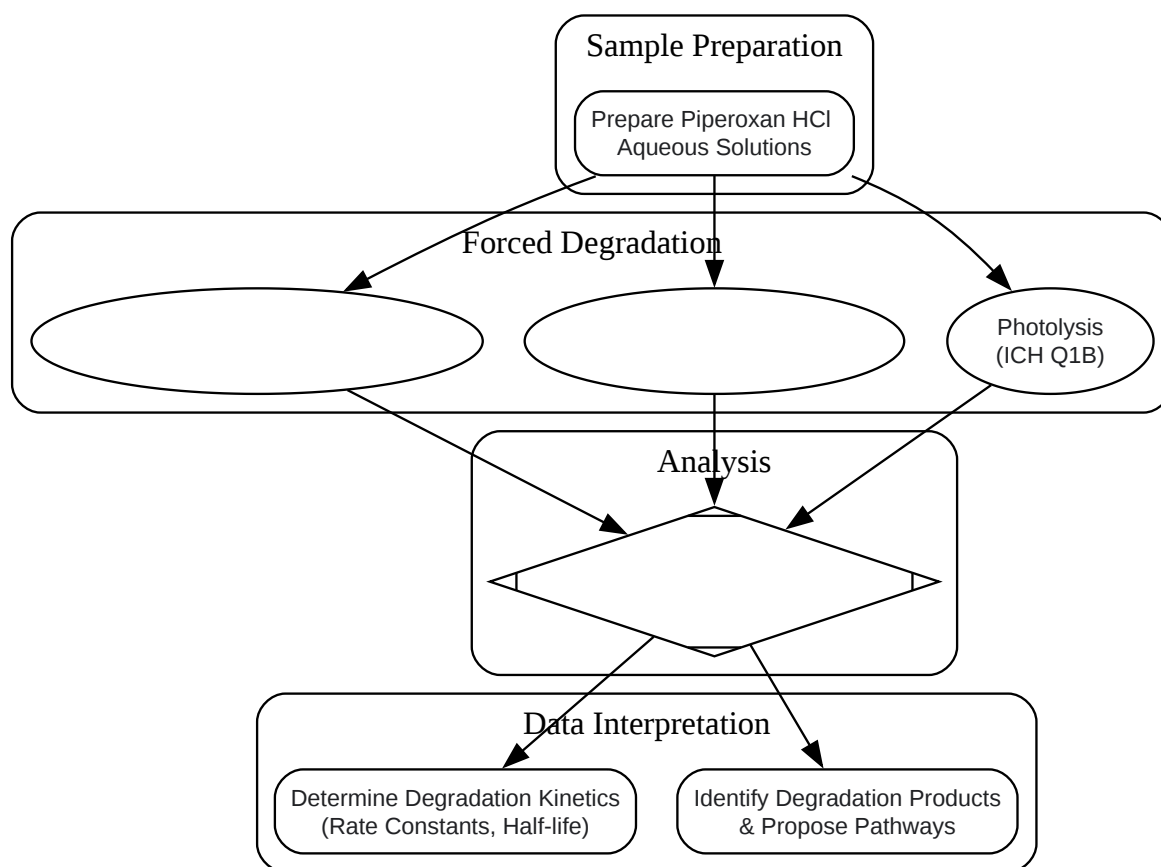 Sample Preparation
Prepare Piperoxan HCl
Aqueous Solutions
Forced Degradation
Photolysis
(ICH Q1B)
Analysis
Data Interpretation
Determine Degradation Kinetics
(Rate Constants, Half-life)
Identify Degradation Products
& Propose Pathways